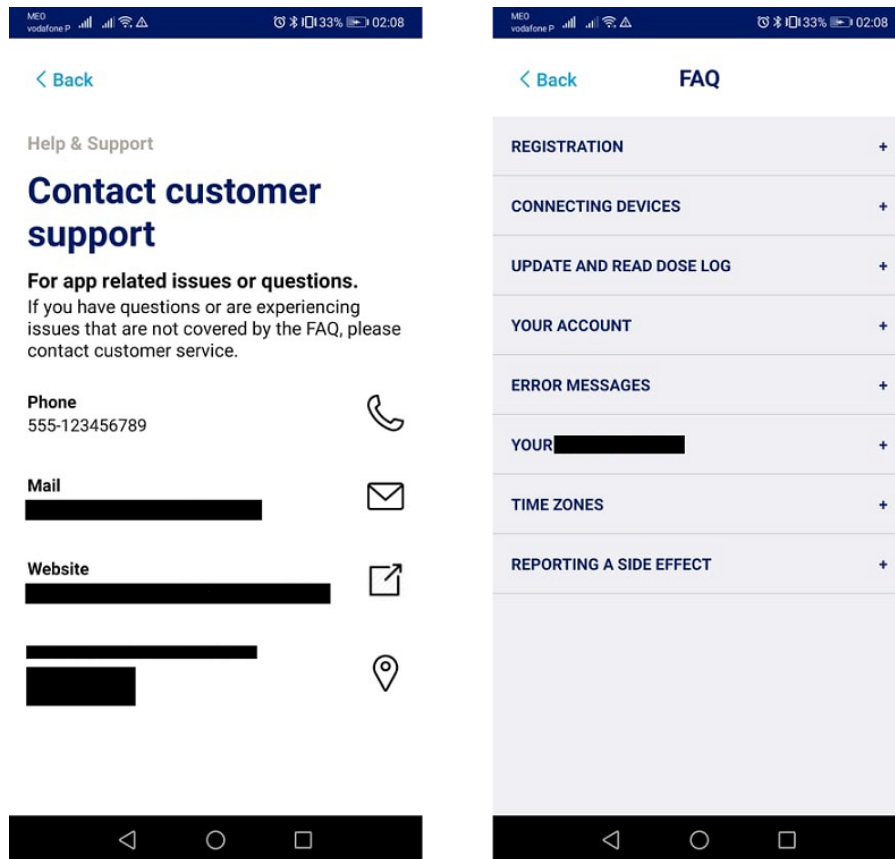 MEO
vodafone P
33% 02:08
Back
Help & Support
Contact customer
support
For app related issues or questions.
If you have questions or are experiencing
issues that are not covered by the FAQ, please
contact customer service.
Phone
555-123456789
Mail
Website
MEO
vodafone P
33% 02:08
Back FAQ
REGISTRATION +
CONNECTING DEVICES +
UPDATE AND READ DOSE LOG +
YOUR ACCOUNT +
ERROR MESSAGES +
YOUR +
TIME ZONES +
REPORTING A SIDE EFFECT +